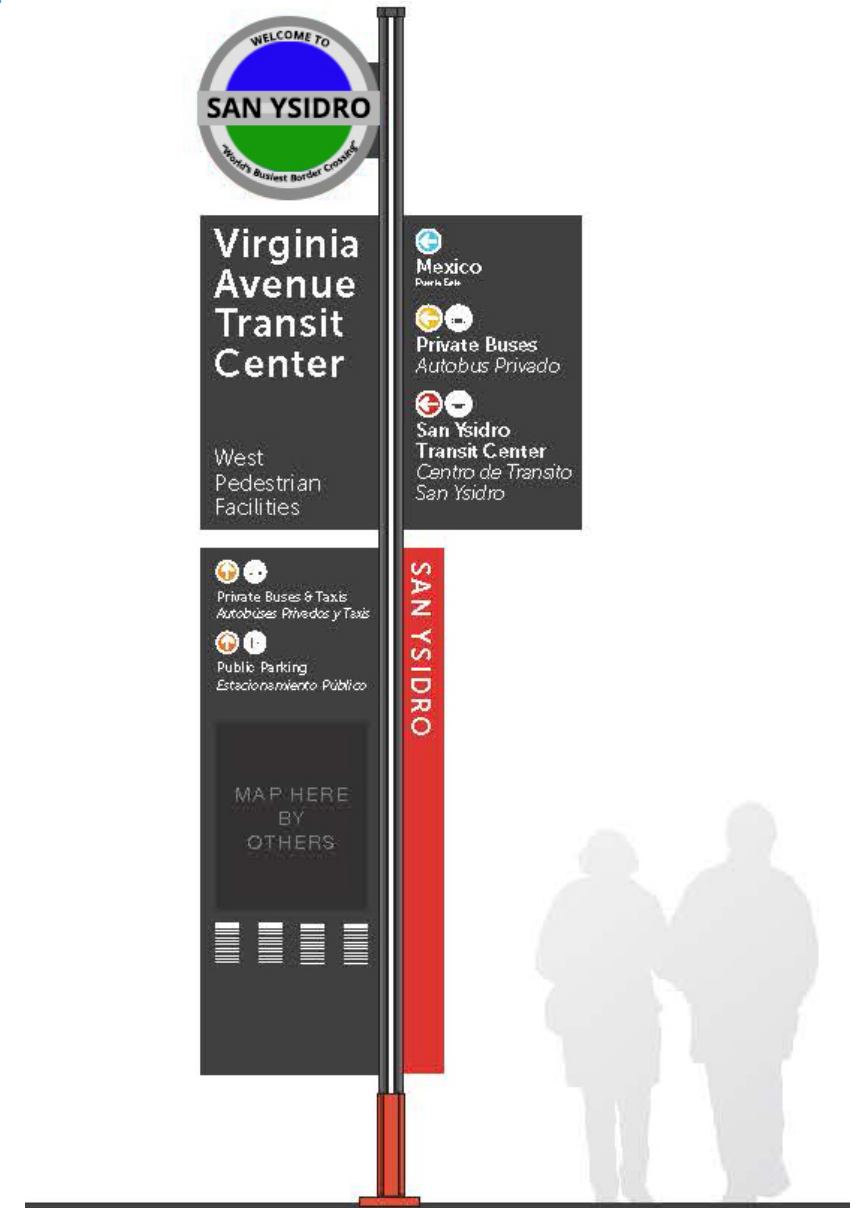 WELCOME TO
SAN YSIDRO
"World's Busiest Border Crossing"
Virginia
Avenue
Transit
Center
West
Pedestrian
Facilities
Mexico
Private Buses
Autobus Privado
San Ysidro
Transit Center
Centro de Transito
San Ysidro
Private Buses & Taxis
Autobúses Privados y Taxis
Public Parking
Estacionamiento Público
MAP HERE
BY
OTHERS
SAN YSIDRO